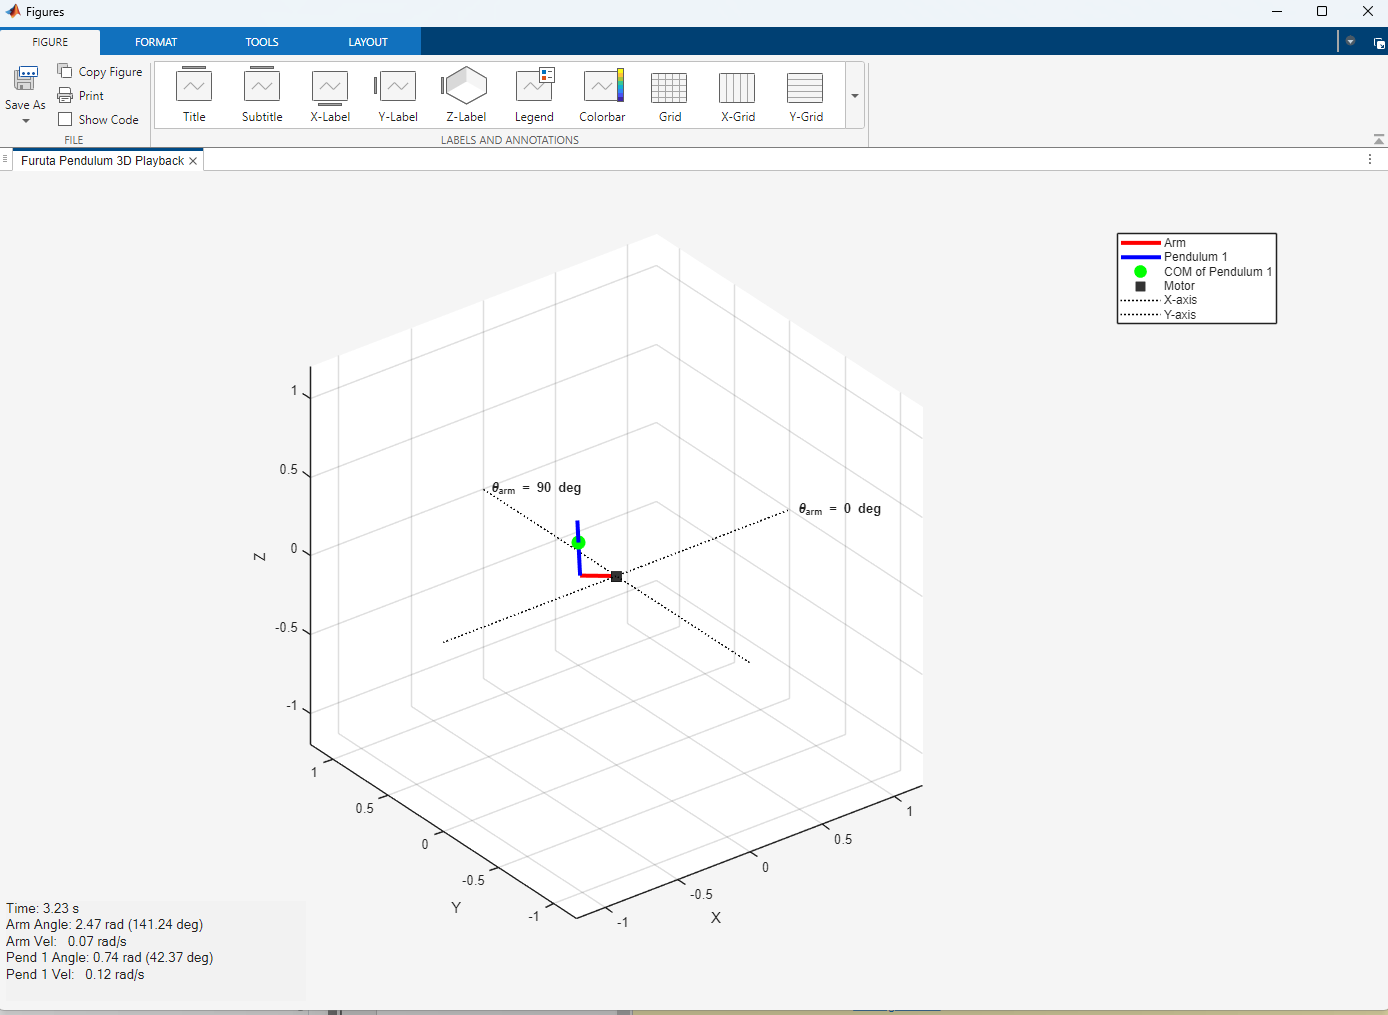 Figures
FIGURE FORMAT TOOLS LAYOUT
Save As
Copy Figure
Print
Show Code
Title Subtitle X-Label Y-Label Z-Label Legend Colorbar Grid X-Grid Y-Grid
FILE LABELS AND ANNOTATIONS
Furuta Pendulum 3D Playback
Arm
Pendulum 1
COM of Pendulum 1
Motor
X-axis
Y-axis
θarm = 90 deg
θarm = 0 deg
1
0.5
0
-0.5
-1
Z
1
0.5
0
-0.5
-1
Y
-1
-0.5
0
0.5
1
X
Time: 3.23 s
Arm Angle: 2.47 rad (141.24 deg)
Arm Vel: 0.07 rad/s
Pend 1 Angle: 0.74 rad (42.37 deg)
Pend 1 Vel: 0.12 rad/s